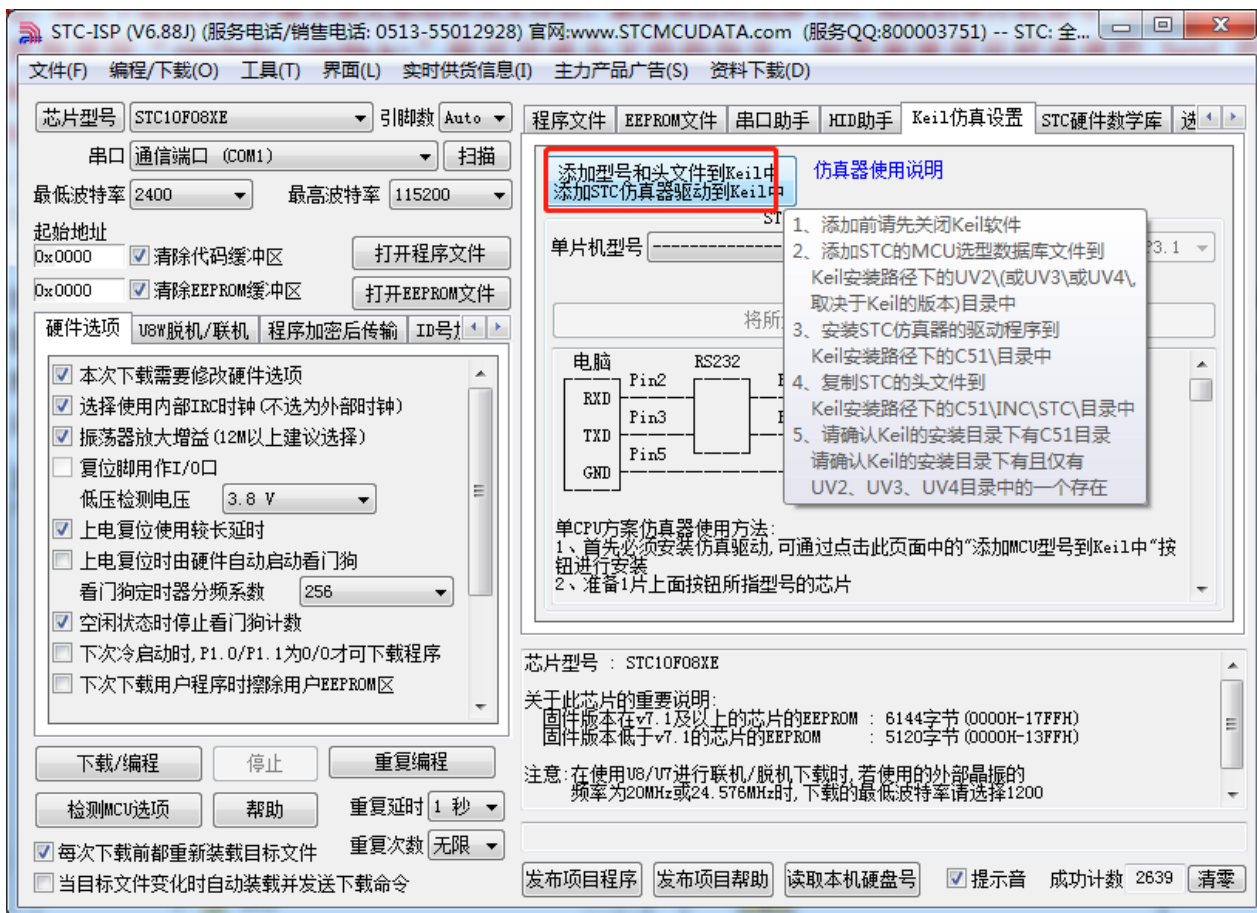 STC-ISP (V6.88J) (服务电话/销售电话: 0513-55012928) 官网:www.STCMCUDATA.com (服务QQ:800003751) -- STC: 全...
文件(F) 编程/下载(O) 工具(T) 界面(L) 实时供货信息(I) 主力产品广告(S) 资料下载(D)
芯片型号 STC10F08XE 引脚数 Auto
串口 通信端口 (COM1) 扫描
最低波特率 2400 最高波特率 115200
起始地址
0x0000 清除代码缓冲区 打开程序文件
0x0000 清除EEPROM缓冲区 打开EEPROM文件
硬件选项 U8W脱机/联机 程序加密后传输 ID号
本次下载需要修改硬件选项
选择使用内部IRC时钟(不选为外部时钟)
振荡器放大增益(12M以上建议选择)
复位脚用作I/O口
低压检测电压 3.8 V
上电复位使用较长延时
上电复位时由硬件自动启动看门狗
看门狗定时器分频系数 256
空闲状态时停止看门狗计数
下次冷启动时,P1.0/P1.1为0/0才可下载程序
下次下载用户程序时擦除用户EEPROM区
下载/编程 停止 重复编程
检测MCU选项 帮助 重复延时 1 秒
每次下载前都重新装载目标文件 重复次数 无限
当目标文件变化时自动装载并发送下载命令
程序文件 EEPROM文件 串口助手 HID助手 Keil仿真设置 STC硬件数学库
添加型号和头文件到Keil中
添加STC仿真器驱动到Keil中
仿真器使用说明
ST
单片机型号 P3.1
将所
1、添加前请先关闭Keil软件
2、添加STC的MCU选型数据库文件到
Keil安装路径下的UV2\(或UV3\或UV4\,
取决于Keil的版本)目录中
3、安装STC仿真器的驱动程序到
Keil安装路径下的C51\目录中
4、复制STC的头文件到
Keil安装路径下的C51\INC\STC\目录中
5、请确认Keil的安装目录下有C51目录
请确认Keil的安装目录下有且仅有
UV2、UV3、UV4目录中的一个存在
电脑 RS232
Pin2
RXD
Pin3
TXD
Pin5
GND
单CPU方案仿真器使用方法:
1、首先必须安装仿真驱动,可通过点击此页面中的“添加MCU型号到Keil中“按
钮进行安装
2、准备1片上面按钮所指型号的芯片
芯片型号 : STC10F08XE
关于此芯片的重要说明:
固件版本在v7.1及以上的芯片的EEPROM : 6144字节(0000H-17FFH)
固件版本低于v7.1的芯片的EEPROM : 5120字节(0000H-13FFH)
注意:在使用U8/U7进行联机/脱机下载时,若使用的外部晶振的
频率为20MHz或24.576MHz时,下载的最低波特率请选择1200
发布项目程序 发布项目帮助 读取本机硬盘号 提示音 成功计数 2639 清零